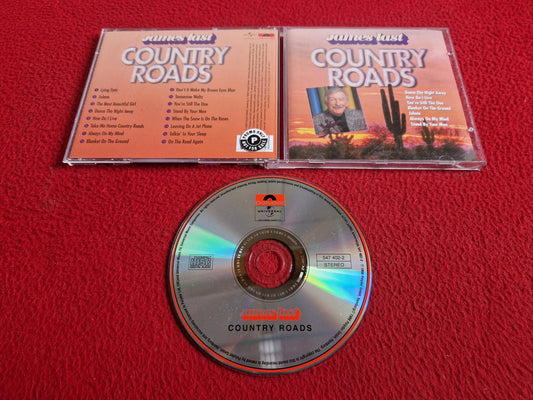 James Last
COUNTRY
ROADS
Lying Eyes
Jolene
The Most Beautiful Girl
Dance The Night Away
How Do I Live
Take Me Home Country Roads
Always On My Mind
Blanket On The Ground
Don't It Make My Brown Eyes Blue
Tennessee Waltz
You're Still The One
Stand By Your Man
When The Snow Is On The Roses
Leaving On A Jet Plane
Talkin' In Your Sleep
On The Road Again
James Last
COUNTRY
ROADS
Dance The Night Away
How Do I Live
You're Still The One
Blanket On The Ground
Jolene
Always On My Mind
Stand By Your Man
UNIVERSAL
547 402-2
STEREO
James Last
COUNTRY ROADS